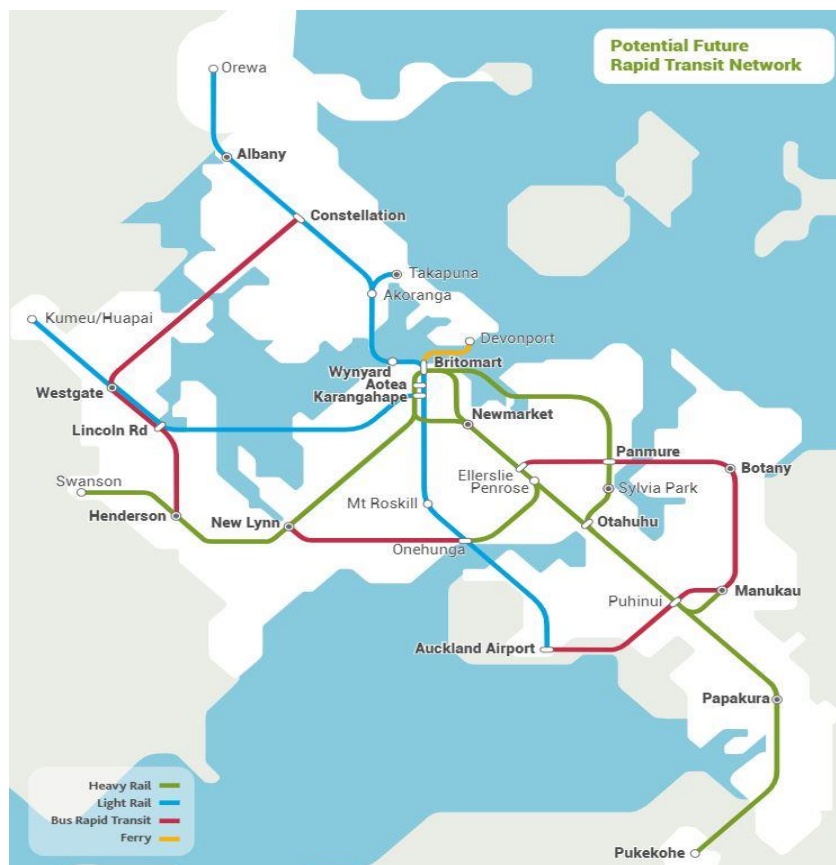 Potential Future
Rapid Transit Network
Orewa
Albany
Constellation
Takapuna
Akoranga
Kumeu/Huapai
Devonport
Wynyard
Britomart
Aotea
Westgate
Karangahape
Newmarket
Lincoln Rd
Panmure
Ellerslie
Botany
Swanson
Penrose
Sylvia Park
Mt Roskill
Henderson
New Lynn
Otahuhu
Onehunga
Manukau
Puhinui
Auckland Airport
Papakura
Heavy Rail
Light Rail
Bus Rapid Transit
Ferry
Pukekohe